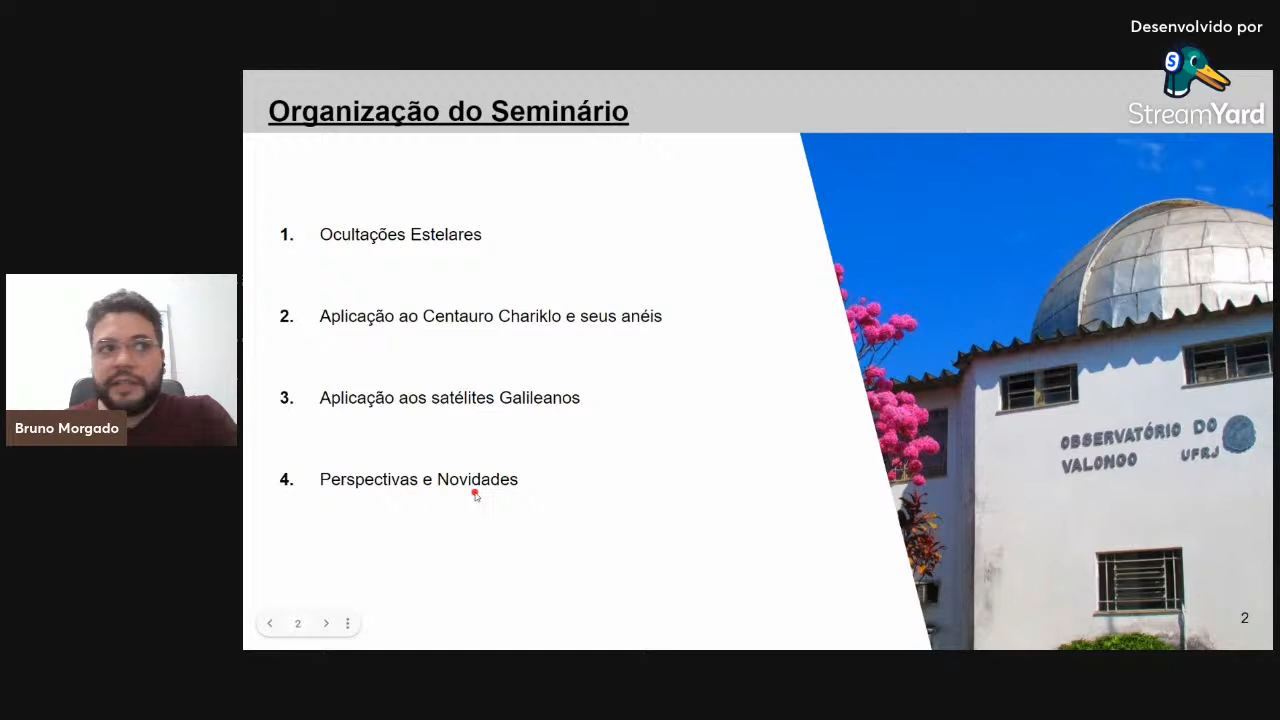 Desenvolvido por
StreamYard
Organização do Seminário
1. Ocultações Estelares
2. Aplicação ao Centauro Chariklo e seus anéis
3. Aplicação aos satélites Galileanos
4. Perspectivas e Novidades
OBSERVATÓRIO DO
VALONGO UFRJ
Bruno Morgado
2
2